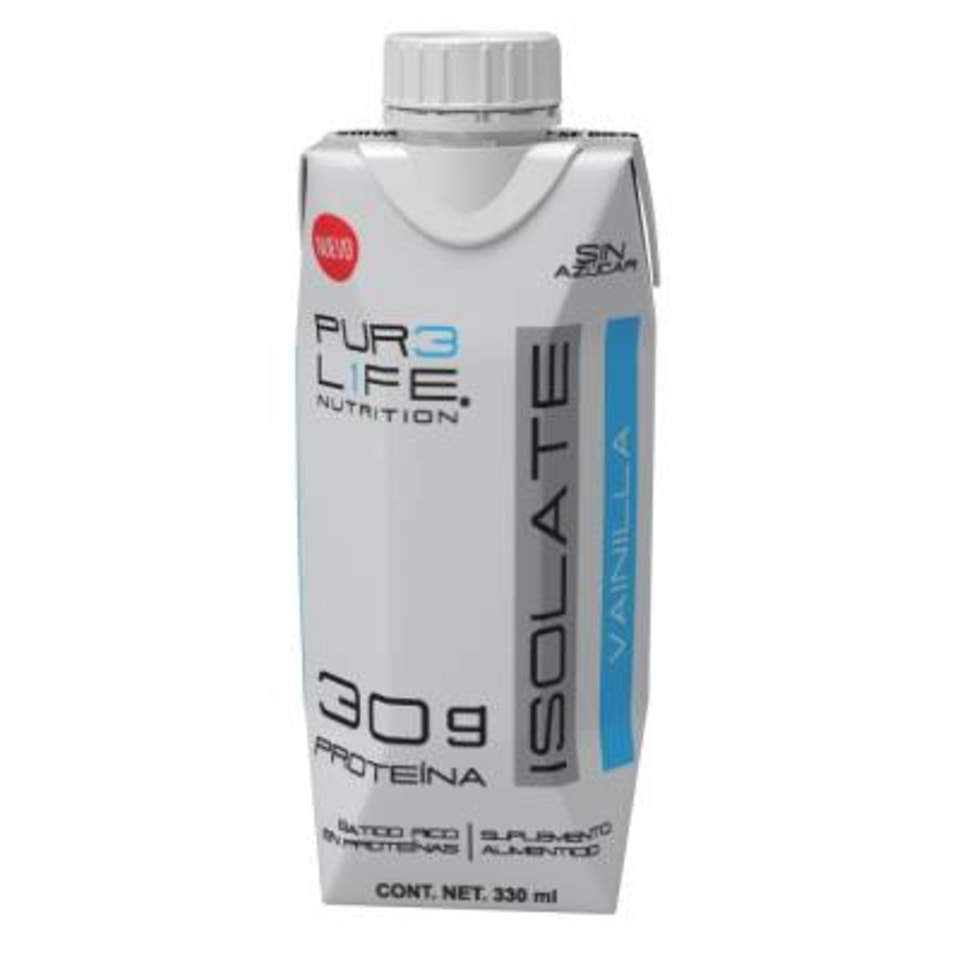 NUEVO
SIN
AZÚCAR
PUR3
L1FE.
NUTRITION
ISOLATE
VAINILLA
30g
PROTEÍNA
BATIDO RICO
EN PROTEÍNAS
SUPLEMENTO
ALIMENTICIO
CONT. NET. 330 ml